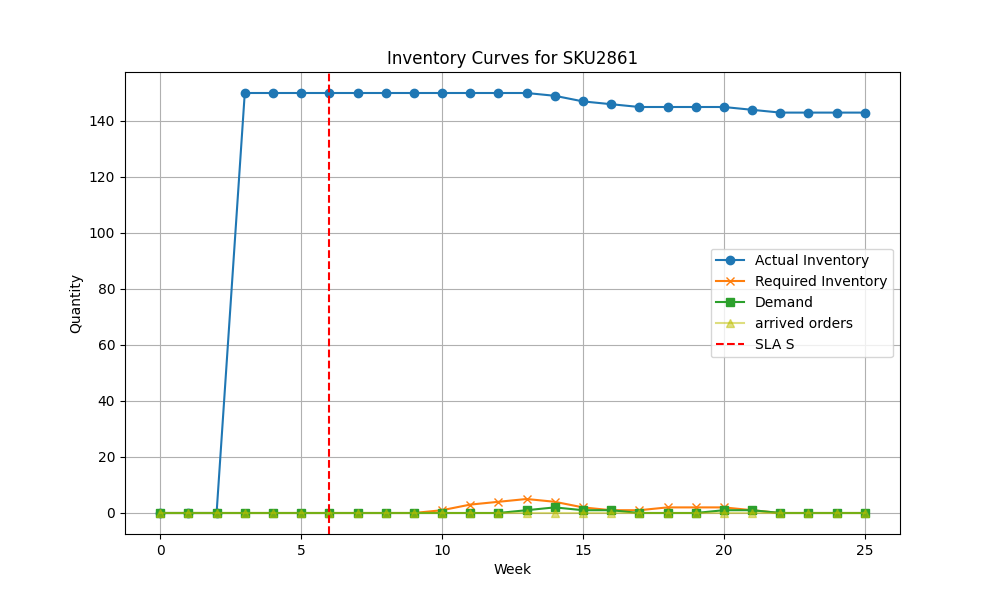 Inventory Curves for SKU2861
Quantity
140
120
100
80
60
40
20
0
Actual Inventory
Required Inventory
Demand
arrived orders
SLA S
0 5 10 15 20 25
Week